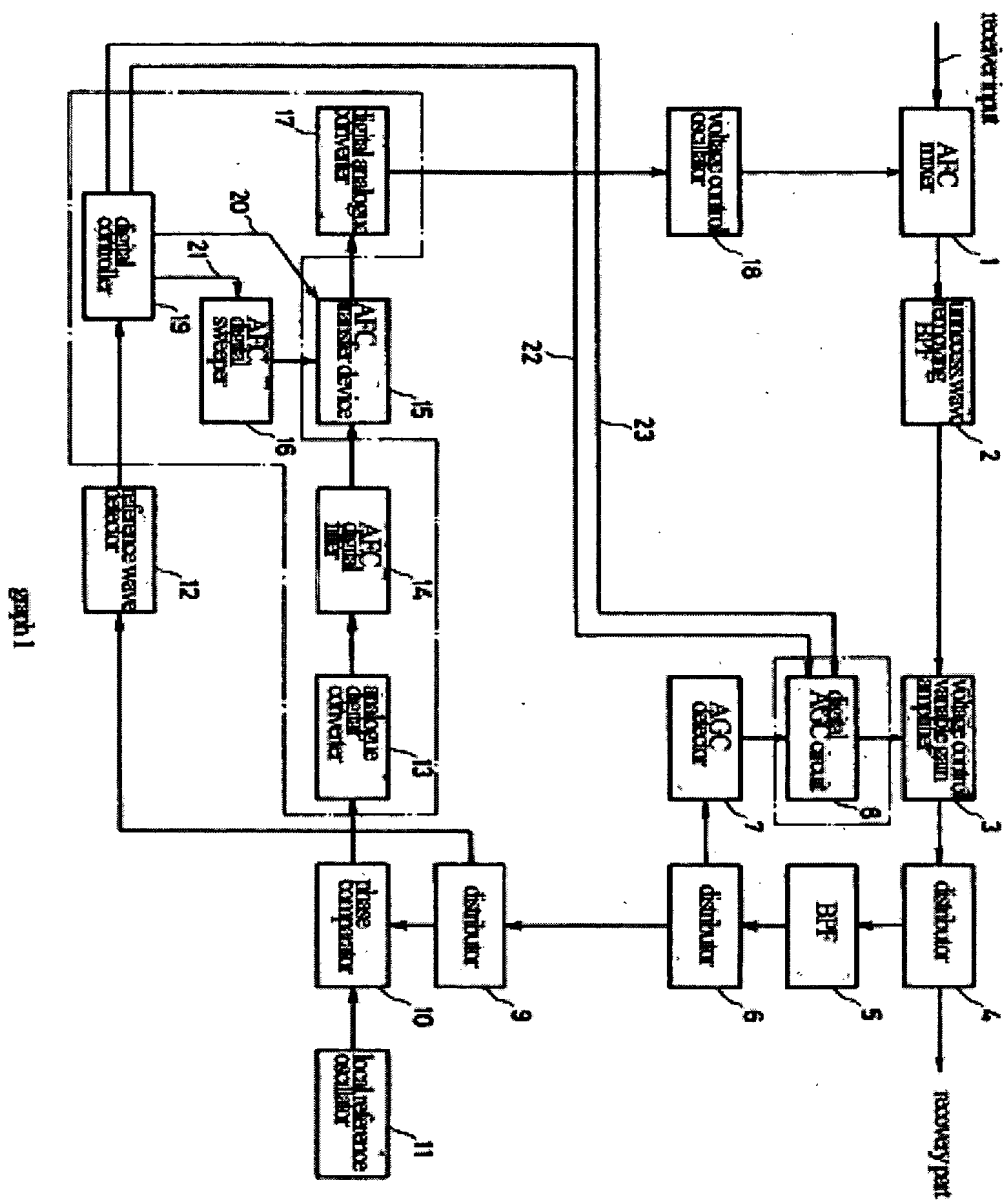 receiver input
AFC
mixer
1
removing
BPF
2
voltage control
variable gain
amplifier
3
distributor
4
recovery part
voltage control
oscillator
18
digital
AGC circuit
8
BPF
5
AGC
detector
7
distributor
6
22
23
distributor
9
digital analogue
converter
17
AFC
transfer device
15
AFC
digital
filter
14
analogue
digital
converter
13
phase
comparator
10
local reference
oscillator
11
20
21
AFC
digital
sweeper
16
digital
controller
19
reference wave
detector
12
graph 1